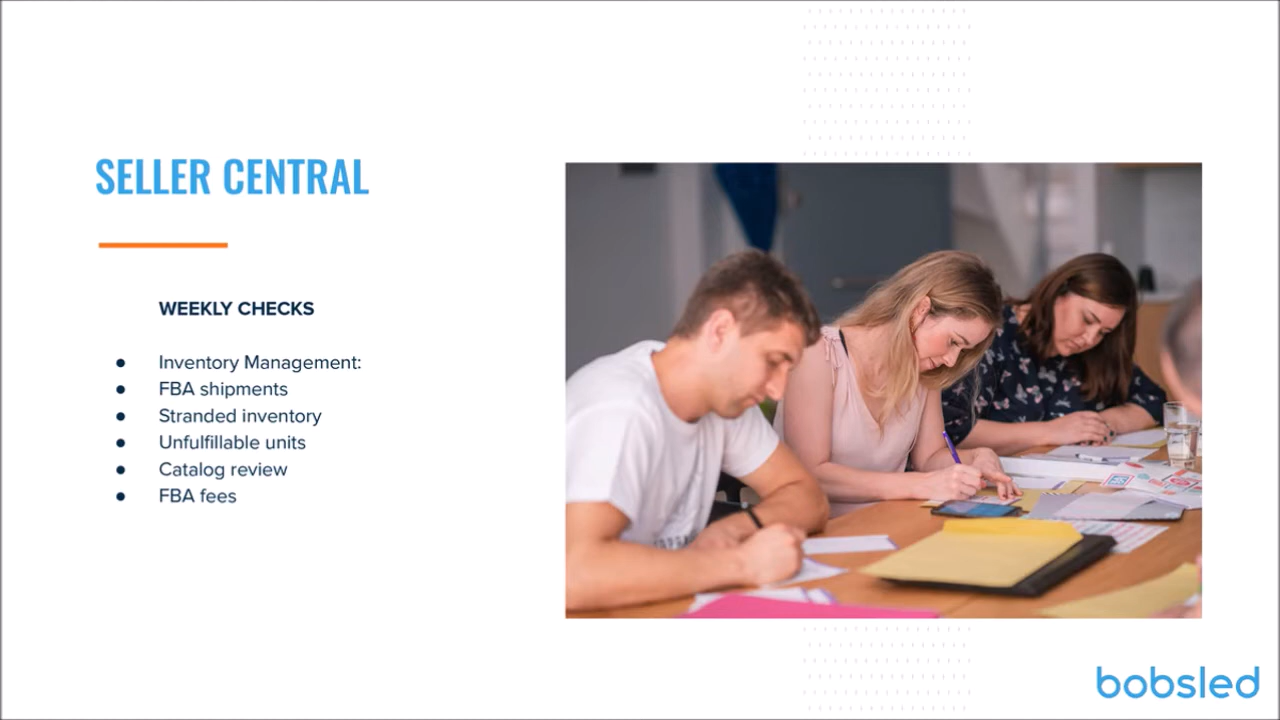 SELLER CENTRAL
WEEKLY CHECKS
● Inventory Management:
● FBA shipments
● Stranded inventory
● Unfulfillable units
● Catalog review
● FBA fees
bobsled